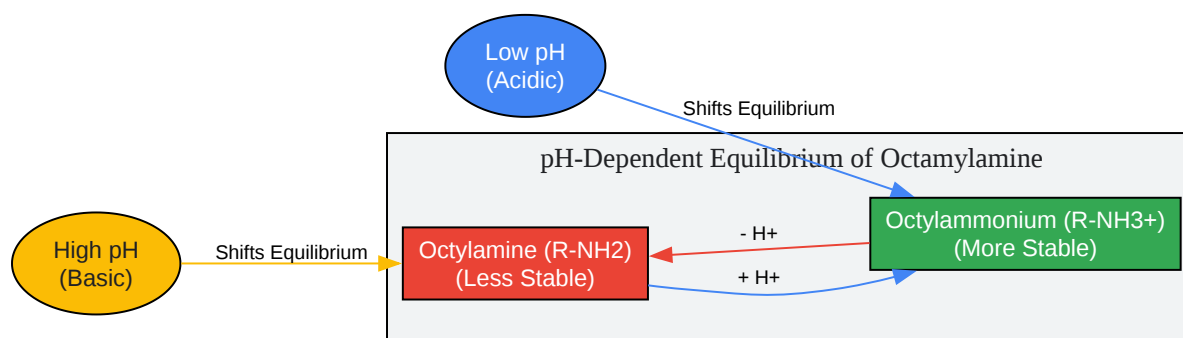 Low pH
(Acidic)
Shifts Equilibrium
pH-Dependent Equilibrium of Octamylamine
Octylammonium (R-NH3+)
(More Stable)
- H+
High pH
(Basic)
Shifts Equilibrium
Octylamine (R-NH2)
(Less Stable)
+ H+